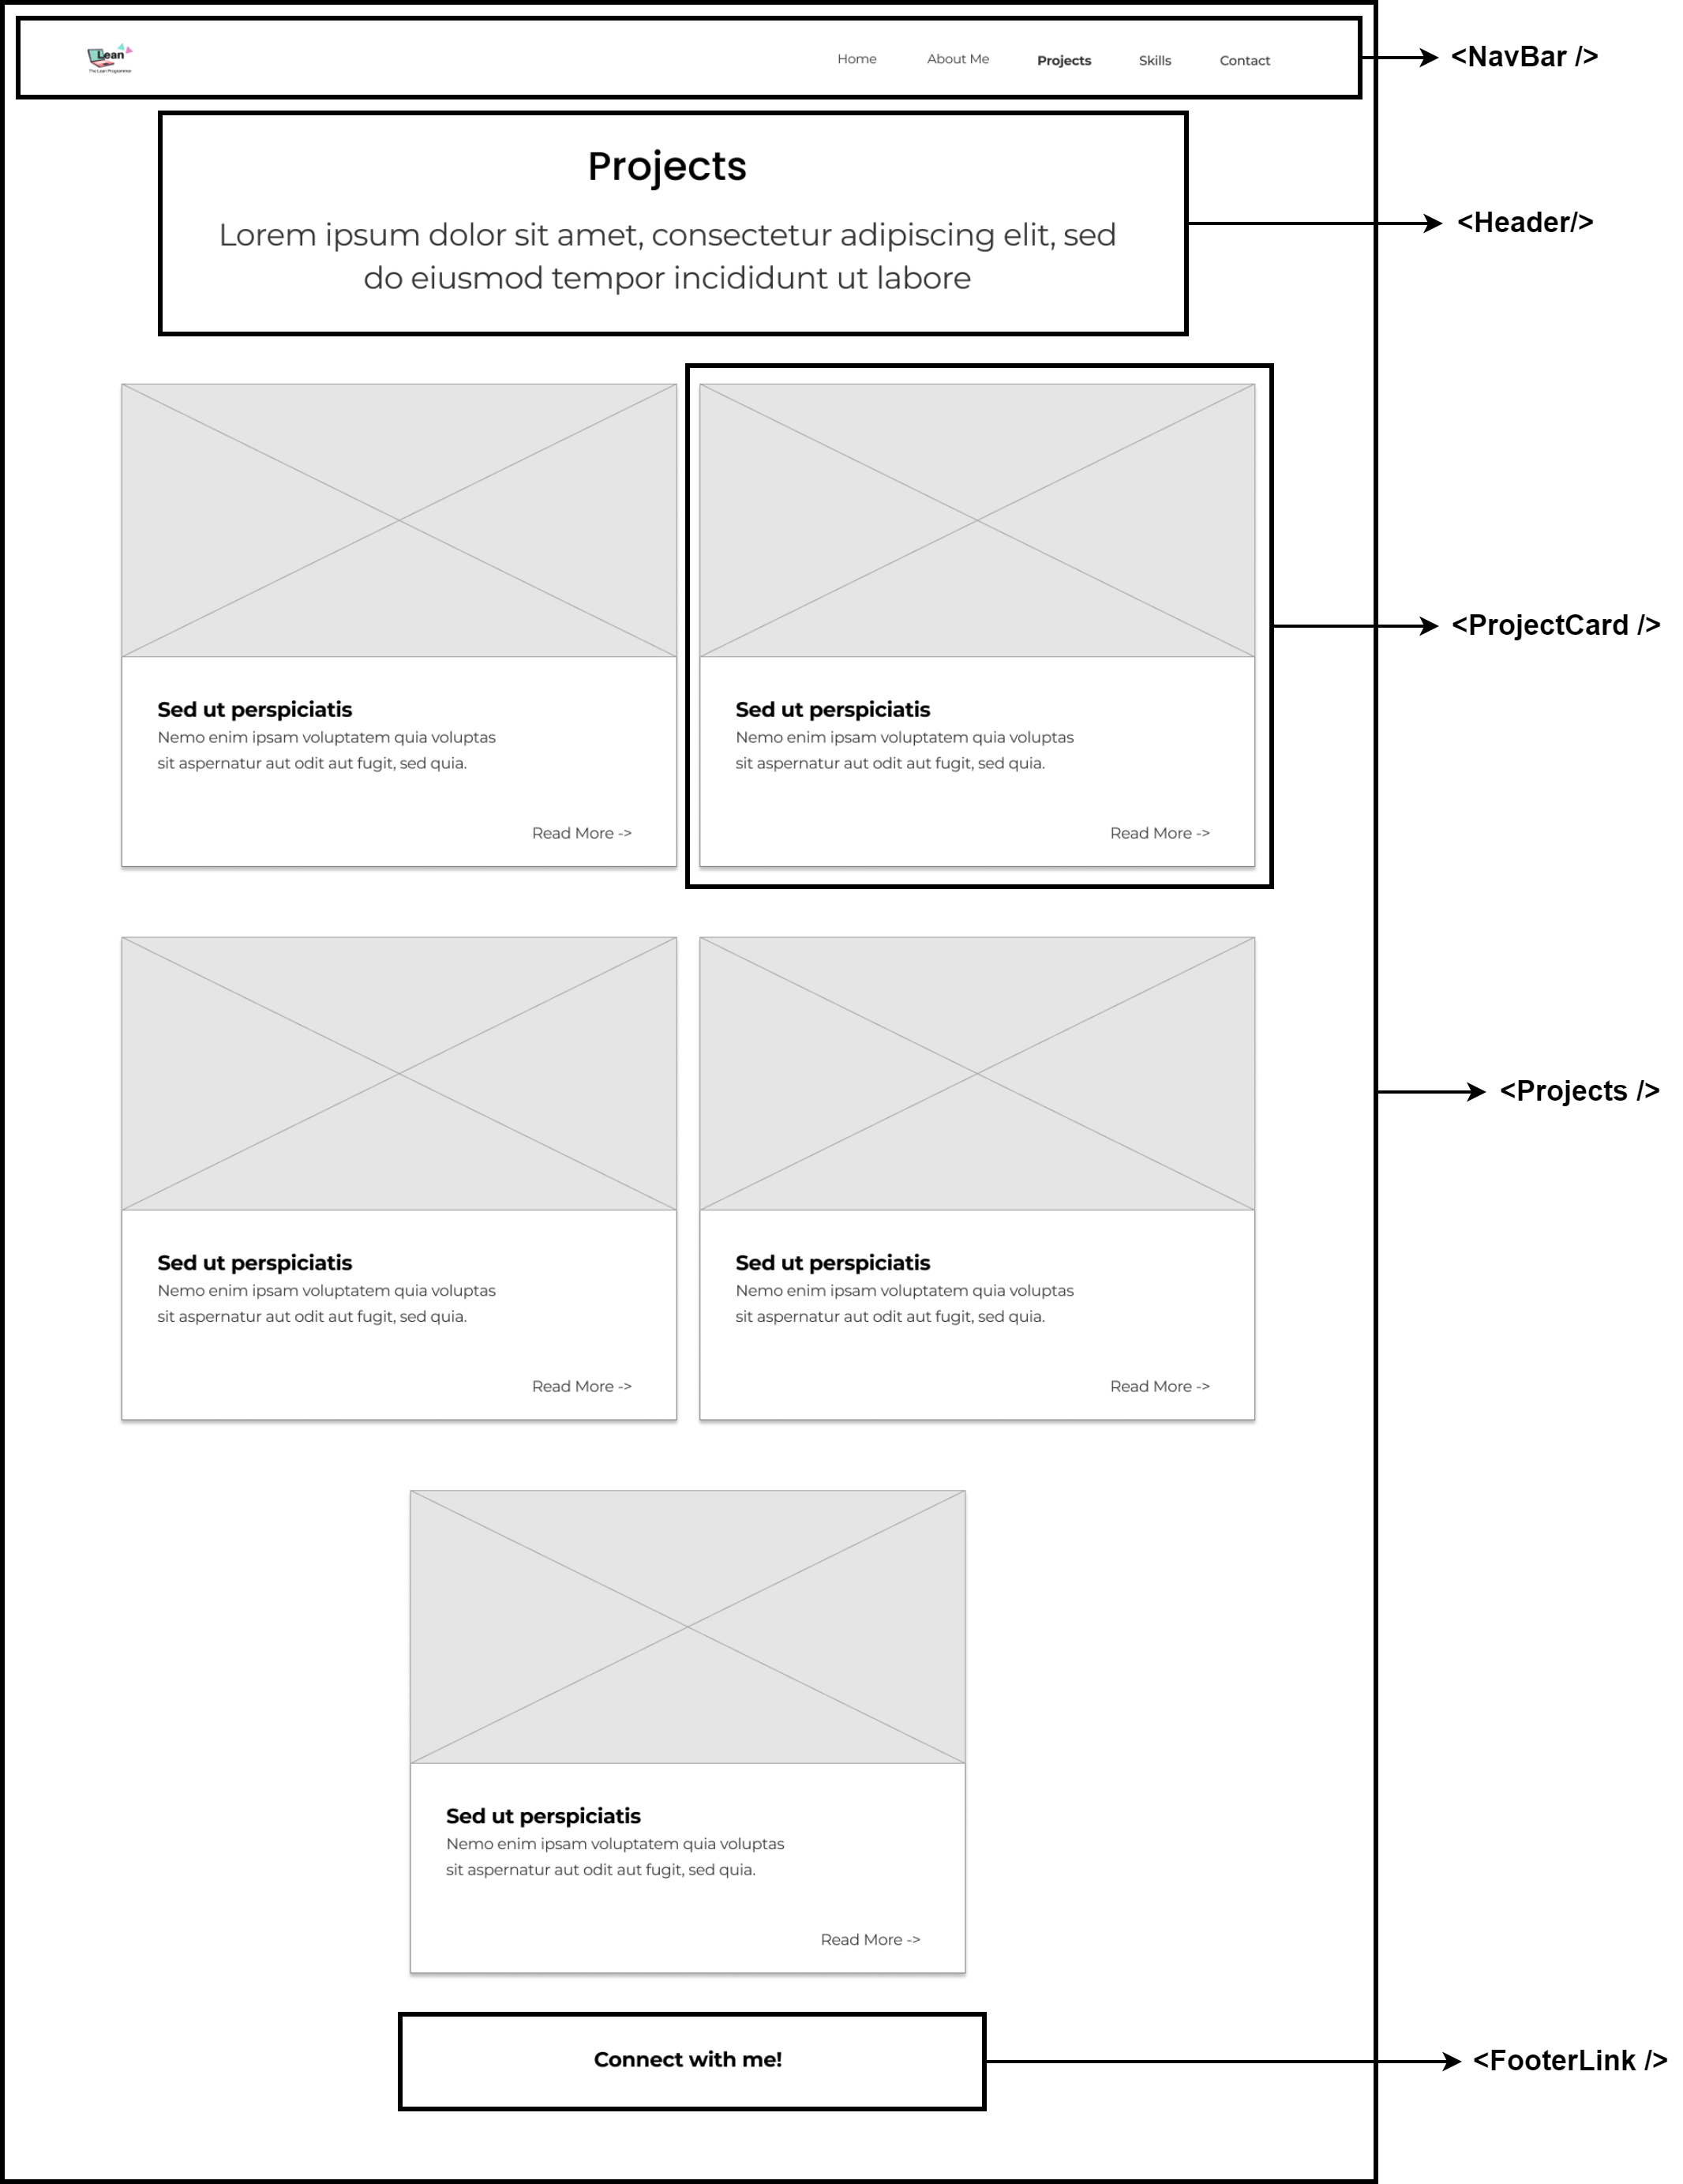 Lean
The Lean Programmer
Home About Me Projects Skills Contact
<NavBar />
Projects
Lorem ipsum dolor sit amet, consectetur adipiscing elit, sed
do eiusmod tempor incididunt ut labore
<Header/>
Sed ut perspiciatis
Nemo enim ipsam voluptatem quia voluptas
sit aspernatur aut odit aut fugit, sed quia.
Read More ->
Sed ut perspiciatis
Nemo enim ipsam voluptatem quia voluptas
sit aspernatur aut odit aut fugit, sed quia.
Read More ->
<ProjectCard />
Sed ut perspiciatis
Nemo enim ipsam voluptatem quia voluptas
sit aspernatur aut odit aut fugit, sed quia.
Read More ->
Sed ut perspiciatis
Nemo enim ipsam voluptatem quia voluptas
sit aspernatur aut odit aut fugit, sed quia.
Read More ->
<Projects />
Sed ut perspiciatis
Nemo enim ipsam voluptatem quia voluptas
sit aspernatur aut odit aut fugit, sed quia.
Read More ->
Connect with me!
<FooterLink />